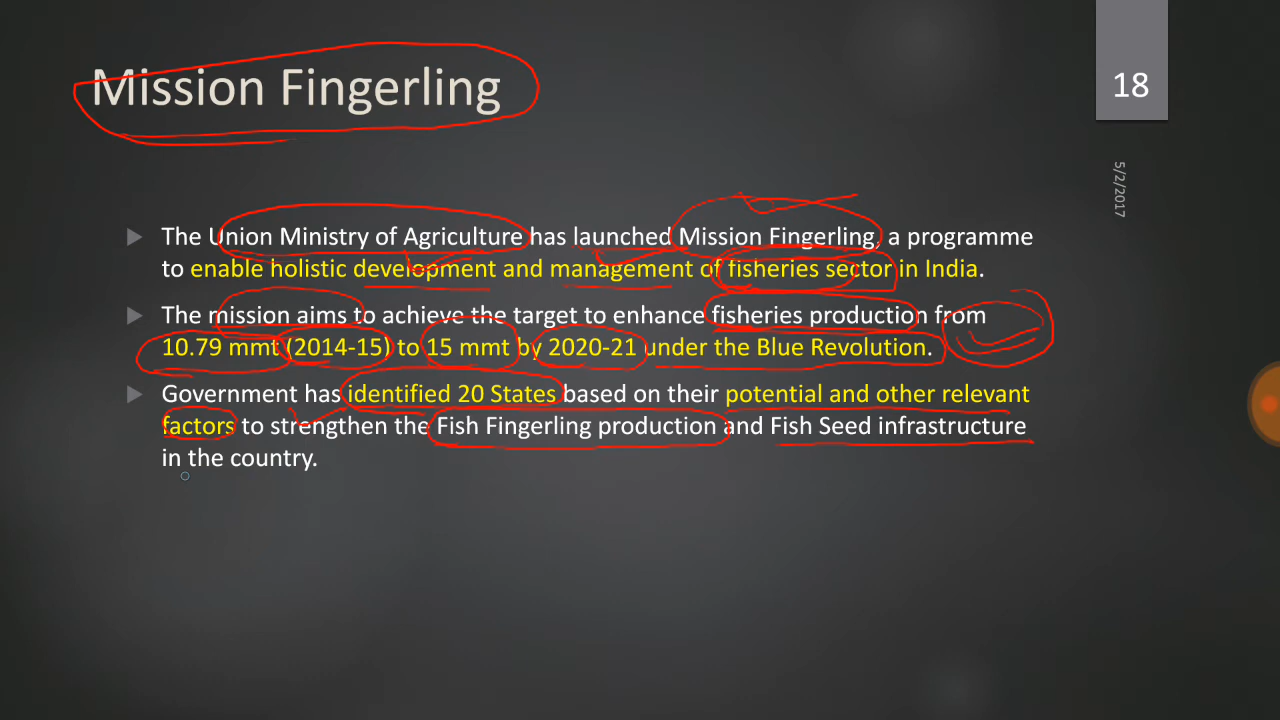 Mission Fingerling
18
5/2/2017
The Union Ministry of Agriculture has launched Mission Fingerling, a programme
to enable holistic development and management of fisheries sector in India.
The mission aims to achieve the target to enhance fisheries production from
10.79 mmt (2014-15) to 15 mmt by 2020-21 under the Blue Revolution.
Government has identified 20 States based on their potential and other relevant
factors to strengthen the Fish Fingerling production and Fish Seed infrastructure
in the country.